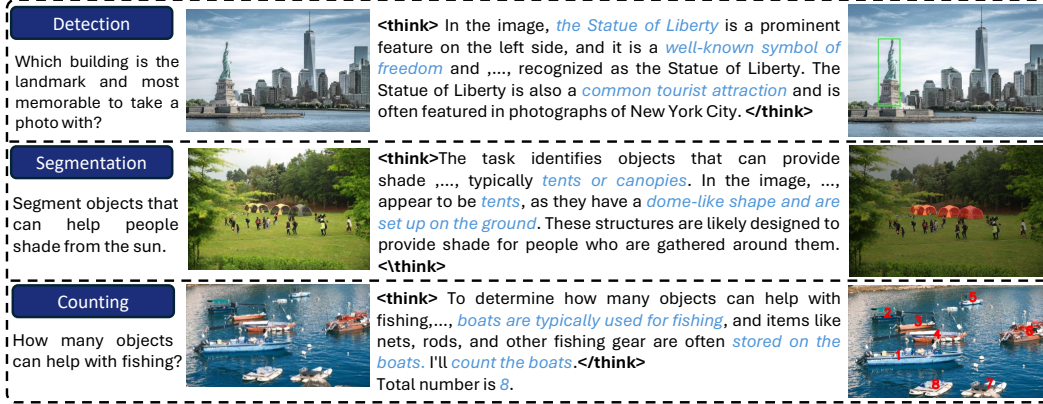 Detection
Which building is the
landmark and most
memorable to take a
photo with?
<think> In the image, the Statue of Liberty is a prominent
feature on the left side, and it is a well-known symbol of
freedom and ,..., recognized as the Statue of Liberty. The
Statue of Liberty is also a common tourist attraction and is
often featured in photographs of New York City. </think>
Segmentation
Segment objects that
can help people
shade from the sun.
<think>The task identifies objects that can provide
shade ,..., typically tents or canopies. In the image, ...,
appear to be tents, as they have a dome-like shape and are
set up on the ground. These structures are likely designed to
provide shade for people who are gathered around them.
<\think>
Counting
How many objects
can help with fishing?
<think> To determine how many objects can help with
fishing,..., boats are typically used for fishing, and items like
nets, rods, and other fishing gear are often stored on the
boats. I'll count the boats.</think>
Total number is 8.
5
2
3
6
4
1
8
7